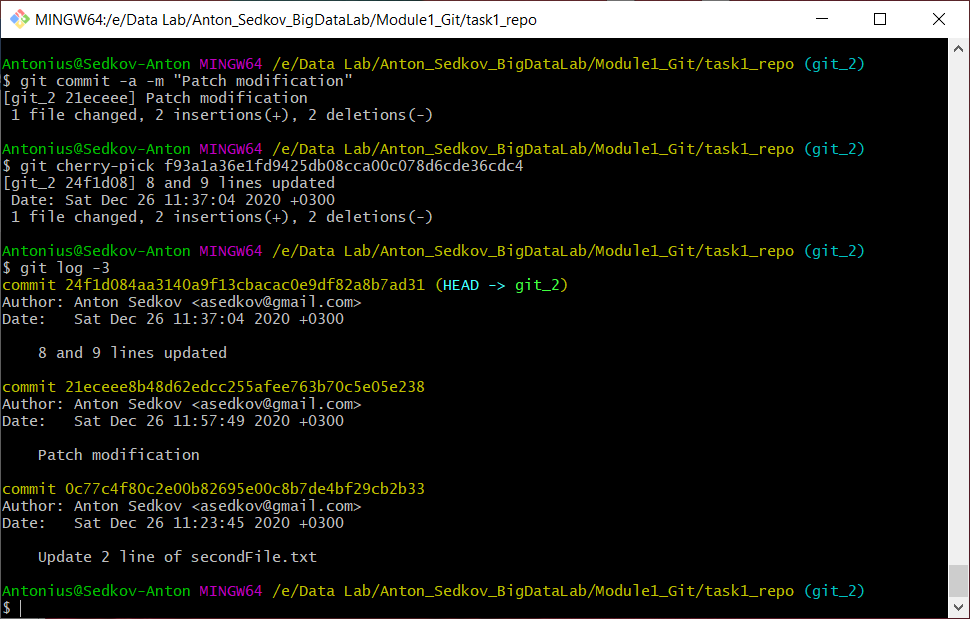 MINGW64:/e/Data Lab/Anton_Sedkov_BigDataLab/Module1_Git/task1_repo
Antonius@Sedkov-Anton MINGW64 /e/Data Lab/Anton_Sedkov_BigDataLab/Module1_Git/task1_repo (git_2)
$ git commit -a -m "Patch modification"
[git_2 21eceee] Patch modification
 1 file changed, 2 insertions(+), 2 deletions(-)
Antonius@Sedkov-Anton MINGW64 /e/Data Lab/Anton_Sedkov_BigDataLab/Module1_Git/task1_repo (git_2)
$ git cherry-pick f93a1a36e1fd9425db08cca00c078d6cde36cdc4
[git_2 24f1d08] 8 and 9 lines updated
 Date: Sat Dec 26 11:37:04 2020 +0300
 1 file changed, 2 insertions(+), 2 deletions(-)
Antonius@Sedkov-Anton MINGW64 /e/Data Lab/Anton_Sedkov_BigDataLab/Module1_Git/task1_repo (git_2)
$ git log -3
commit 24f1d084aa3140a9f13cbacac0e9df82a8b7ad31 (HEAD -> git_2)
Author: Anton Sedkov <asedkov@gmail.com>
Date:   Sat Dec 26 11:37:04 2020 +0300
    8 and 9 lines updated
commit 21eceee8b48d62edcc255afee763b70c5e05e238
Author: Anton Sedkov <asedkov@gmail.com>
Date:   Sat Dec 26 11:57:49 2020 +0300
    Patch modification
commit 0c77c4f80c2e00b82695e00c8b7de4bf29cb2b33
Author: Anton Sedkov <asedkov@gmail.com>
Date:   Sat Dec 26 11:23:45 2020 +0300
    Update 2 line of secondFile.txt
Antonius@Sedkov-Anton MINGW64 /e/Data Lab/Anton_Sedkov_BigDataLab/Module1_Git/task1_repo (git_2)
$